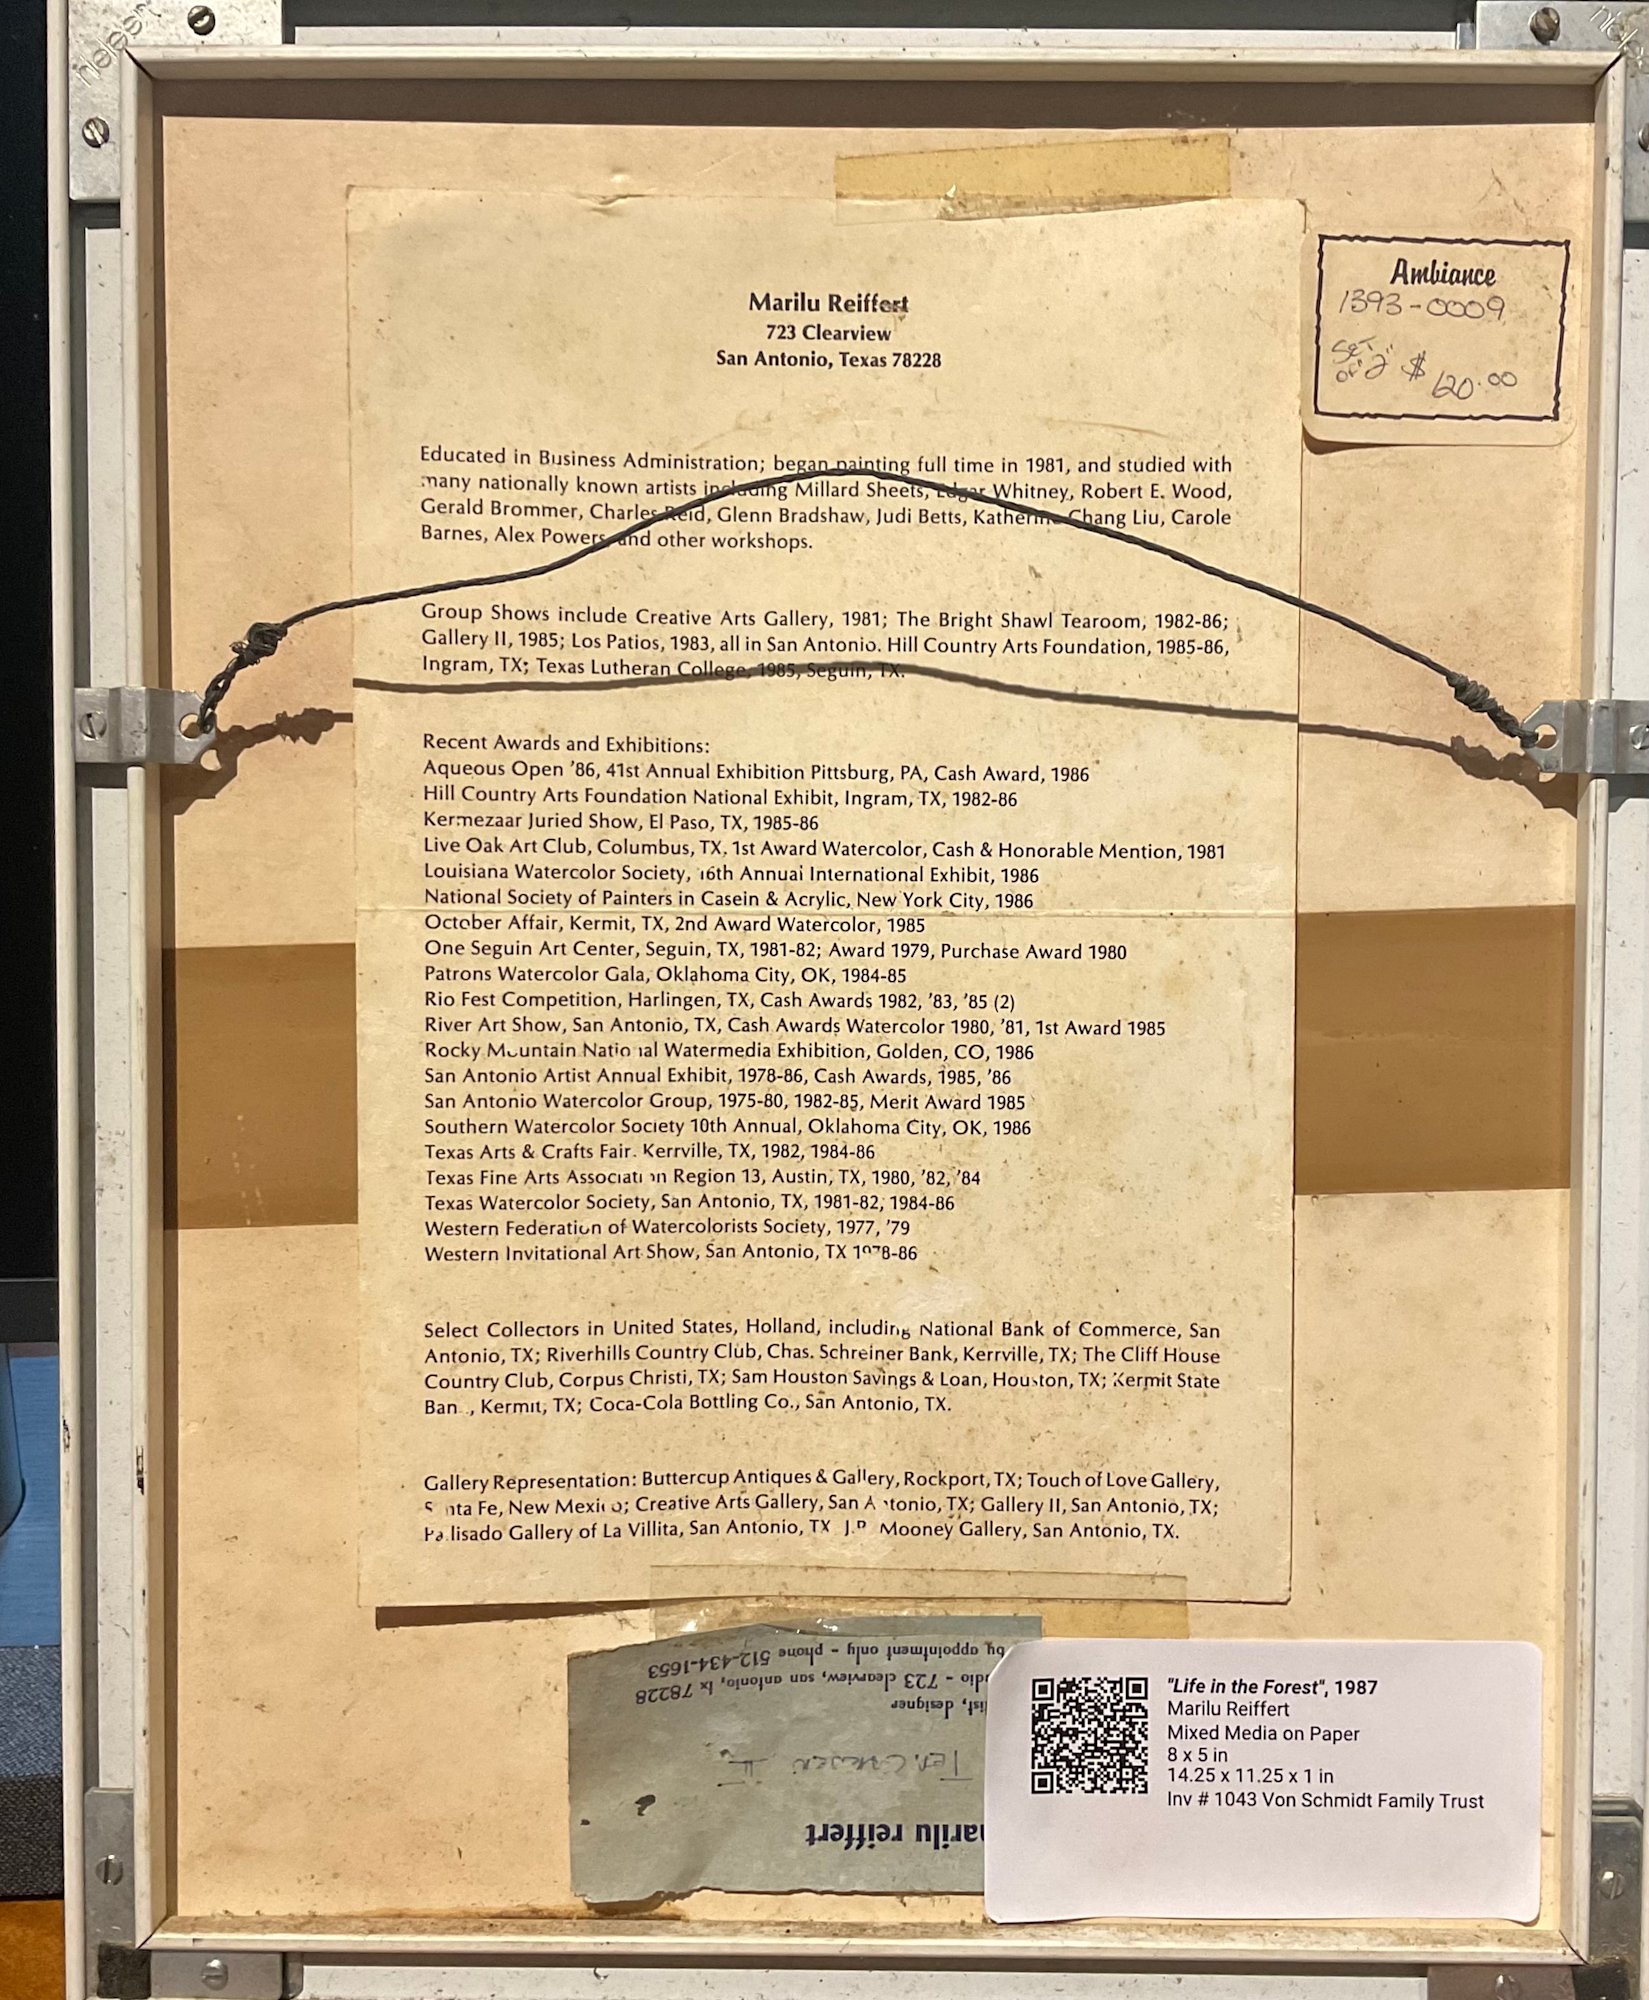 Marilu Reiffert
723 Clearview
San Antonio, Texas 78228
Ambiance
1393-0009
Set of 2 $ 120.00
Educated in Business Administration; began painting full time in 1981, and studied with
many nationally known artists including Millard Sheets, Edgar Whitney, Robert E. Wood,
Gerald Brommer, Charles Reid, Glenn Bradshaw, Judi Betts, Katherine Chang Liu, Carole
Barnes, Alex Powers and other workshops.
Group Shows include Creative Arts Gallery, 1981; The Bright Shawl Tearoom, 1982-86;
Gallery II, 1985; Los Patios, 1983, all in San Antonio. Hill Country Arts Foundation, 1985-86,
Ingram, TX; Texas Lutheran College, 1985, Seguin, TX.
Recent Awards and Exhibitions:
Aqueous Open '86, 41st Annual Exhibition Pittsburg, PA, Cash Award, 1986
Hill Country Arts Foundation National Exhibit, Ingram, TX, 1982-86
Kermezaar Juried Show, El Paso, TX, 1985-86
Live Oak Art Club, Columbus, TX, 1st Award Watercolor, Cash & Honorable Mention, 1981
Louisiana Watercolor Society, 16th Annual International Exhibit, 1986
National Society of Painters in Casein & Acrylic, New York City, 1986
October Affair, Kermit, TX, 2nd Award Watercolor, 1985
One Seguin Art Center, Seguin, TX, 1981-82; Award 1979, Purchase Award 1980
Patrons Watercolor Gala, Oklahoma City, OK, 1984-85
Rio Fest Competition, Harlingen, TX, Cash Awards 1982, '83, '85 (2)
River Art Show, San Antonio, TX, Cash Awards Watercolor 1980, '81, 1st Award 1985
Rocky Mountain National Watermedia Exhibition, Golden, CO, 1986
San Antonio Artist Annual Exhibit, 1978-86, Cash Awards, 1985, '86
San Antonio Watercolor Group, 1975-80, 1982-85, Merit Award 1985
Southern Watercolor Society 10th Annual, Oklahoma City, OK, 1986
Texas Arts & Crafts Fair. Kerrville, TX, 1982, 1984-86
Texas Fine Arts Association Region 13, Austin, TX, 1980, '82, '84
Texas Watercolor Society, San Antonio, TX, 1981-82, 1984-86
Western Federation of Watercolorists Society, 1977, '79
Western Invitational Art Show, San Antonio, TX 1978-86
Select Collectors in United States, Holland, including National Bank of Commerce, San
Antonio, TX; Riverhills Country Club, Chas. Schreiner Bank, Kerrville, TX; The Cliff House
Country Club, Corpus Christi, TX; Sam Houston Savings & Loan, Houston, TX; Kermit State
Bank, Kermit, TX; Coca-Cola Bottling Co., San Antonio, TX.
Gallery Representation: Buttercup Antiques & Gallery, Rockport, TX; Touch of Love Gallery,
Santa Fe, New Mexico; Creative Arts Gallery, San Antonio, TX; Gallery II, San Antonio, TX;
Palisado Gallery of La Villita, San Antonio, TX J.P. Mooney Gallery, San Antonio, TX.
marilu reiffert
ist, designer
dio - 723 clearview, san antonio, tx 78228
by appointment only - phone 512-434-1653
"Life in the Forest", 1987
Marilu Reiffert
Mixed Media on Paper
8 x 5 in
14.25 x 11.25 x 1 in
Inv # 1043 Von Schmidt Family Trust